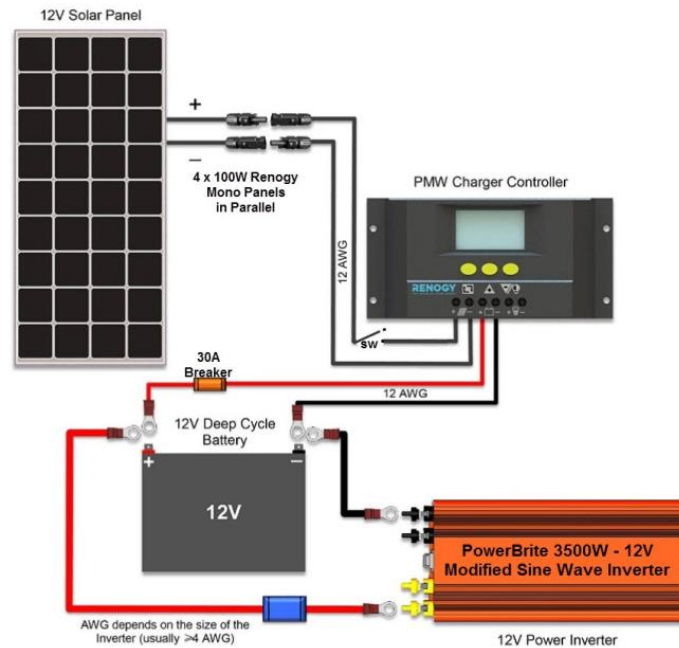 12V Solar Panel
+
–
4 x 100W Renogy
Mono Panels
in Parallel
PMW Charger Controller
12 AWG
RENOGY
sw
30A
Breaker
12 AWG
12V Deep Cycle
Battery
+ –
12V
PowerBrite 3500W - 12V
Modified Sine Wave Inverter
AWG depends on the size of the
Inverter (usually ≥4 AWG)
12V Power Inverter